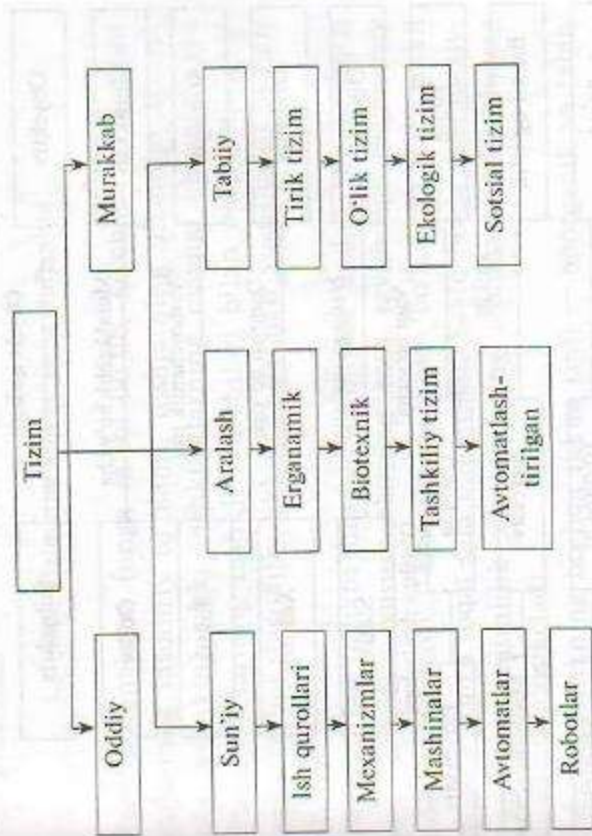 Tizim
Oddiy
Murakkab
Sun'iy
Ish qurollari
Mexanizmlar
Mashinalar
Avtomatlar
Robotlar
Aralash
Erganamik
Biotexnik
Tashkiliy tizim
Avtomatlash-
tirilgan
Tabiiy
Tirik tizim
O'lik tizim
Ekologik tizim
Sotsial tizim